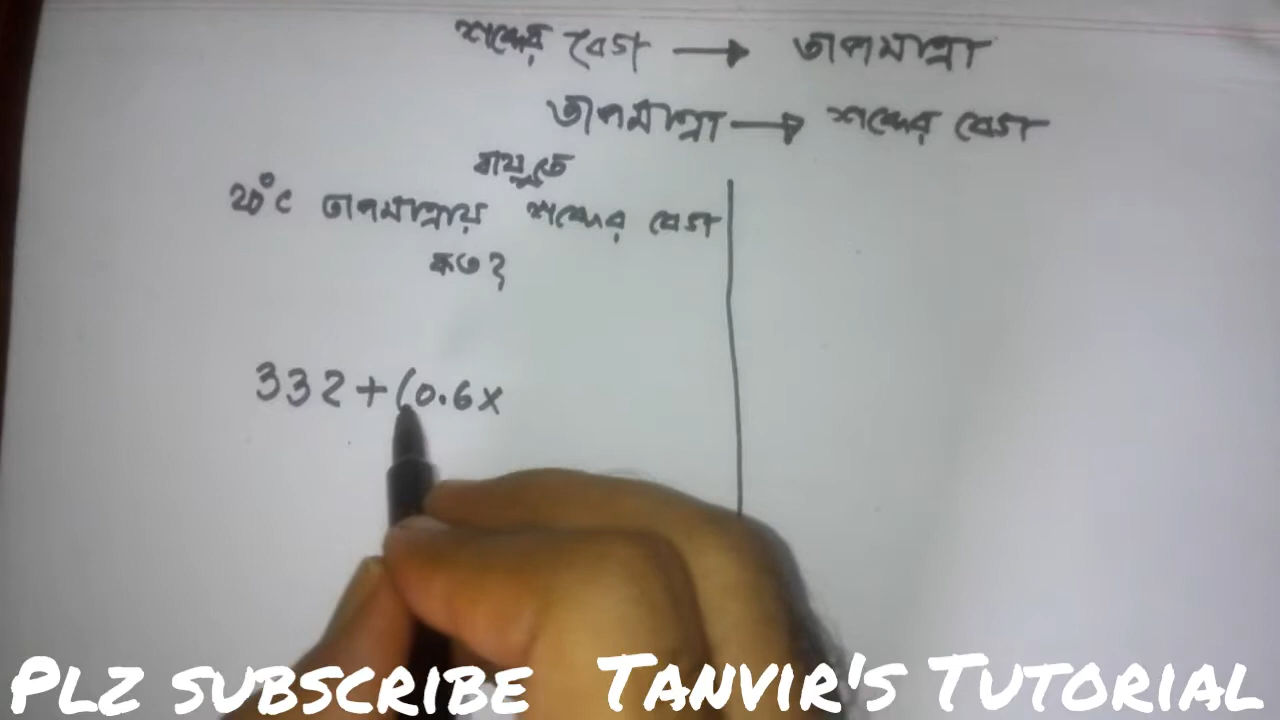 শব্দের বেগ → তাপমাত্রা
তাপমাত্রা → শব্দের বেগ
বায়ুতে
20°C তাপমাত্রায় শব্দের বেগ
কত?
332+(0.6x
Plz subscribe Tanvir's Tutorial